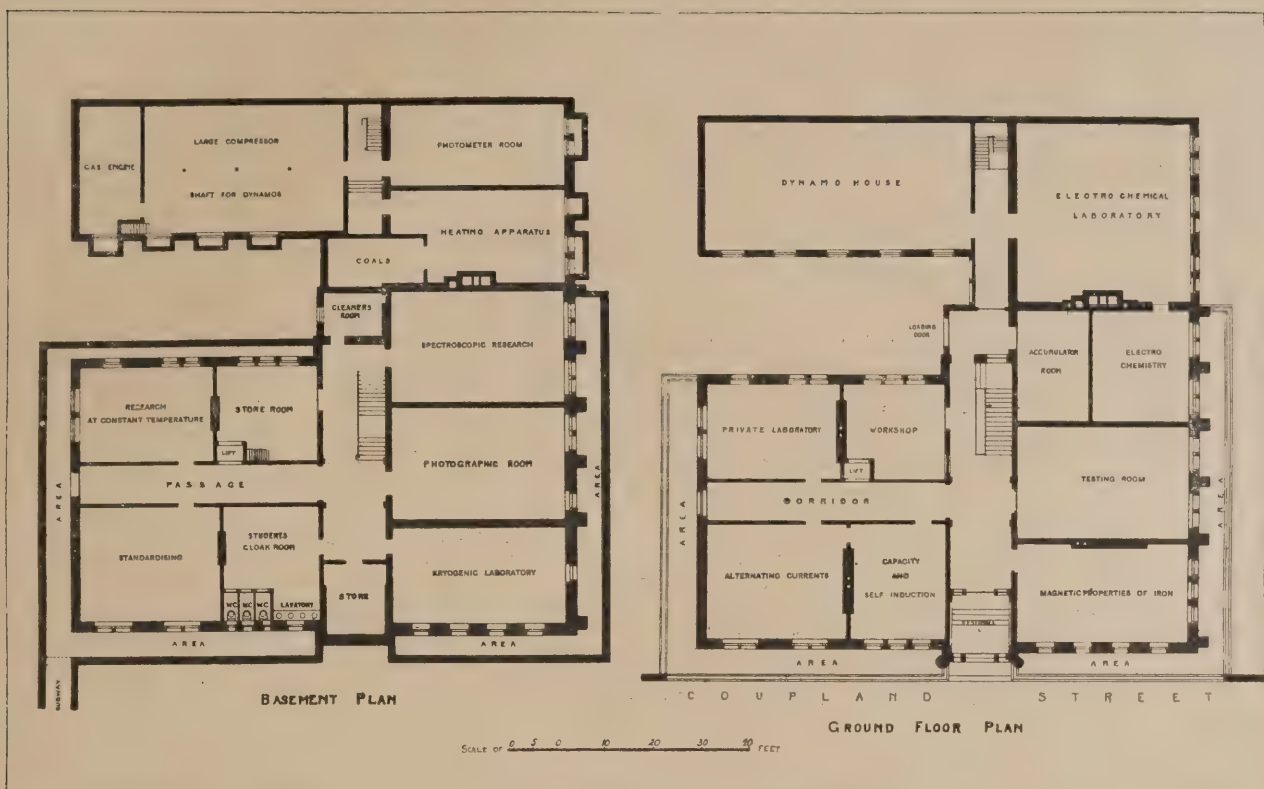 GAS ENGINE
LARGE COMPRESSOR
SHAFT FOR DYNAMOS
PHOTOMETER ROOM
HEATING APPARATUS
COALS
CLEANERS
ROOM
SPECTROSCOPIC RESEARCH
RESEARCH
AT CONSTANT TEMPERATURE
STORE ROOM
LIFT
PHOTOGRAPHIC ROOM
PASSAGE
AREA
AREA
STANDARDISING
STUDENTS
CLOAK ROOM
W.C. W.C. W.C. LAVATORY
STORE
KRYOGENIC LABORATORY
AREA
AREA
SUBWAY
BASEMENT PLAN
DYNAMO HOUSE
ELECTRO CHEMICAL
LABORATORY
LOADING
DOOR
ACCUMULATOR
ROOM
ELECTRO
CHEMISTRY
PRIVATE LABORATORY
WORKSHOP
LIFT
TESTING ROOM
CORRIDOR
AREA
AREA
ALTERNATING CURRENTS
CAPACITY
AND
SELF INDUCTION
MAGNETIC PROPERTIES OF IRON
AREA
AREA
COUPLAND STREET
GROUND FLOOR PLAN
SCALE OF 0 5 0 10 20 30 40 FEET